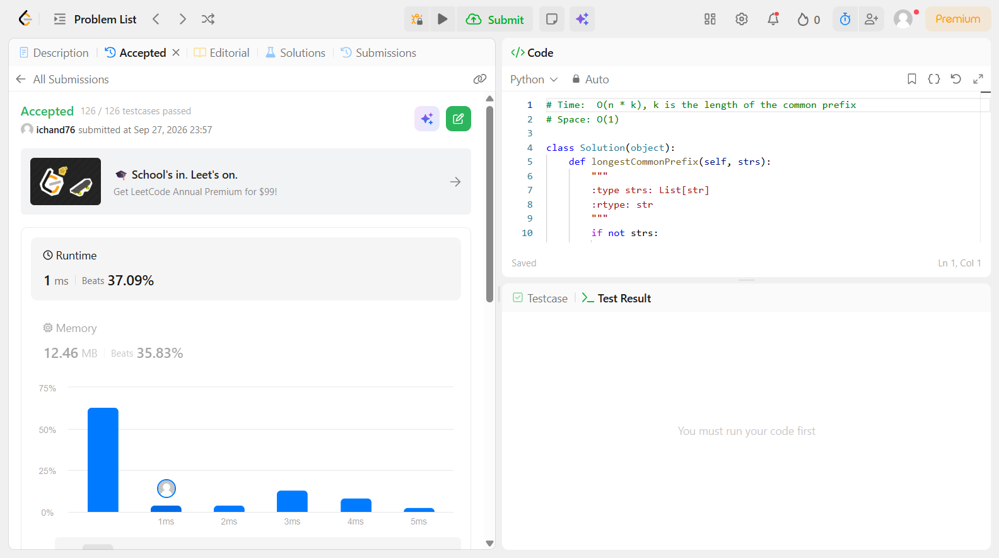 Problem List
Submit
0
Premium
Description
Accepted
Editorial
Solutions
Submissions
All Submissions
Accepted 126 / 126 testcases passed
ichand76 submitted at Sep 27, 2026 23:57
School's in. Leet's on.
Get LeetCode Annual Premium for $99!
Runtime
1 ms Beats 37.09%
Memory
12.46 MB Beats 35.83%
75%
50%
25%
0%
1ms 2ms 3ms 4ms 5ms
</> Code
Python Auto
1 # Time:  O(n * k), k is the length of the common prefix
2 # Space: O(1)
3
4 class Solution(object):
5     def longestCommonPrefix(self, strs):
6         """
7         :type strs: List[str]
8         :rtype: str
9         """
10         if not strs:
Saved Ln 1, Col 1
Testcase
Test Result
You must run your code first